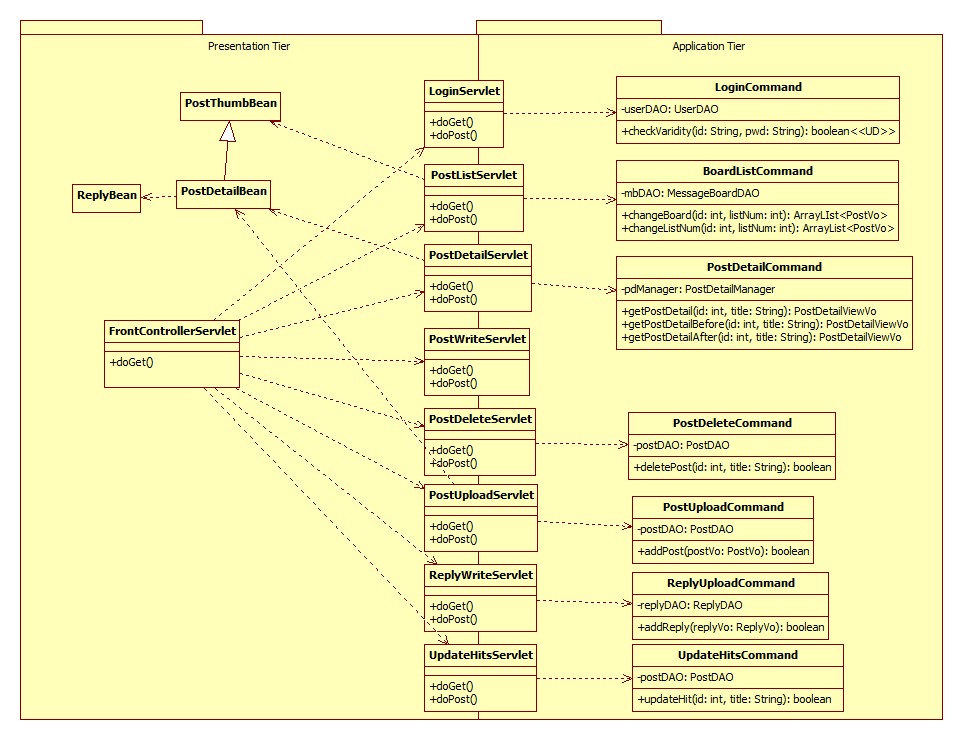 Presentation Tier
Application Tier
PostThumbBean
ReplyBean
PostDetailBean
FrontControllerServlet
+doGet()
LoginServlet
+doGet()
+doPost()
PostListServlet
+doGet()
+doPost()
PostDetailServlet
+doGet()
+doPost()
PostWriteServlet
+doGet()
+doPost()
PostDeleteServlet
+doGet()
+doPost()
PostUploadServlet
+doGet()
+doPost()
ReplyWriteServlet
+doGet()
+doPost()
UpdateHitsServlet
+doGet()
+doPost()
LoginCommand
-userDAO: UserDAO
+checkVaridity(id: String, pwd: String): boolean<<UD>>
BoardListCommand
-mbDAO: MessageBoardDAO
+changeBoard(id: int, listNum: int): ArrayLIst<PostVo>
+changeListNum(id: int, listNum: int): ArrayList<PostVo>
PostDetailCommand
-pdManager: PostDetailManager
+getPostDetail(id: int, title: String): PostDetailViewVo
+getPostDetailBefore(id: int, title: String): PostDetailViewVo
+getPostDetailAfter(id: int, title: String): PostDetailViewVo
PostDeleteCommand
-postDAO: PostDAO
+deletePost(id: int, title: String): boolean
PostUploadCommand
-postDAO: PostDAO
+addPost(postVo: PostVo): boolean
ReplyUploadCommand
-replyDAO: ReplyDAO
+addReply(replyVo: ReplyVo): boolean
UpdateHitsCommand
-postDAO: PostDAO
+updateHit(id: int, title: String): boolean